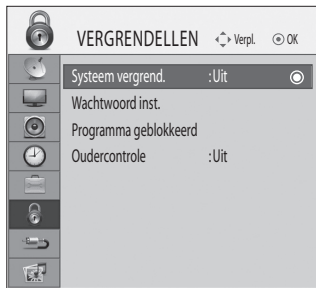 VERGRENDELLEN Verpl. OK
Systeem vergrend. : Uit
Wachtwoord inst.
Programma geblokkeerd
Oudercontrole : Uit